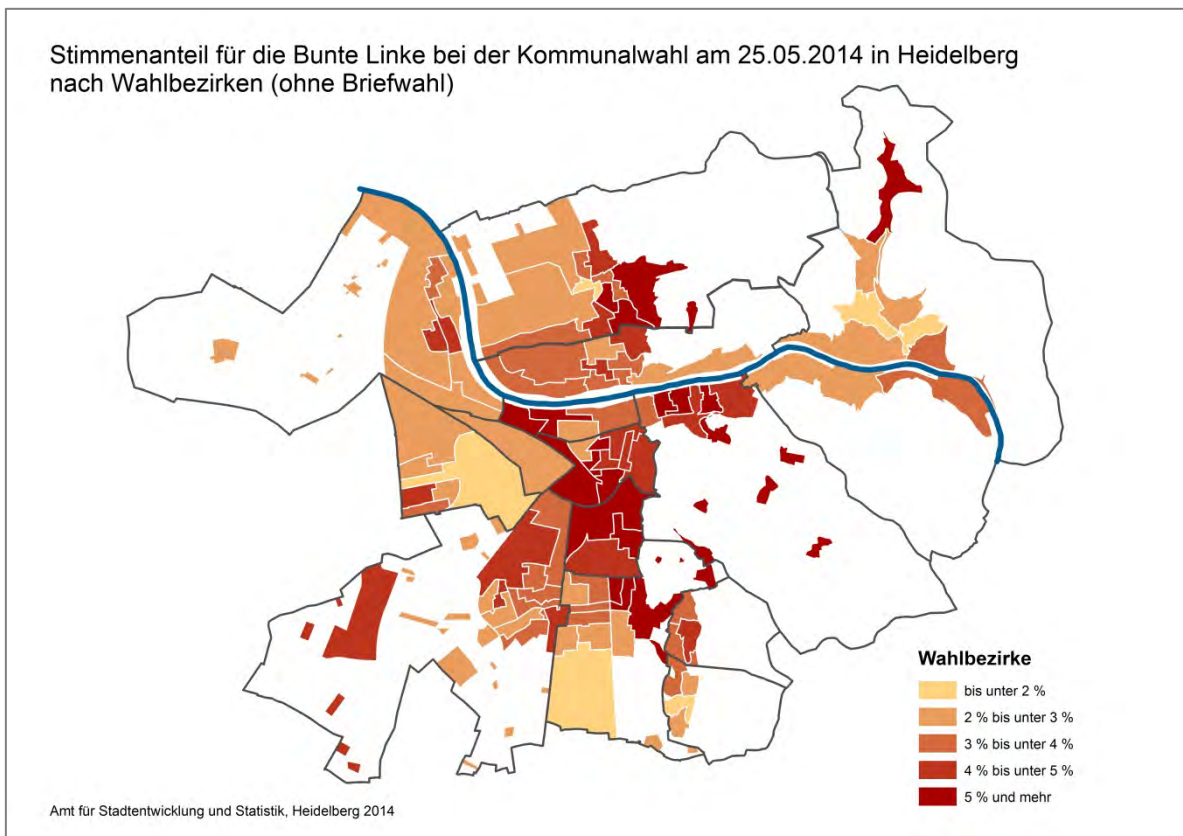 Stimmenanteil für die Bunte Linke bei der Kommunalwahl am 25.05.2014 in Heidelberg
nach Wahlbezirken (ohne Briefwahl)
Wahlbezirke
bis unter 2 %
2 % bis unter 3 %
3 % bis unter 4 %
4 % bis unter 5 %
5 % und mehr
Amt für Stadtentwicklung und Statistik, Heidelberg 2014